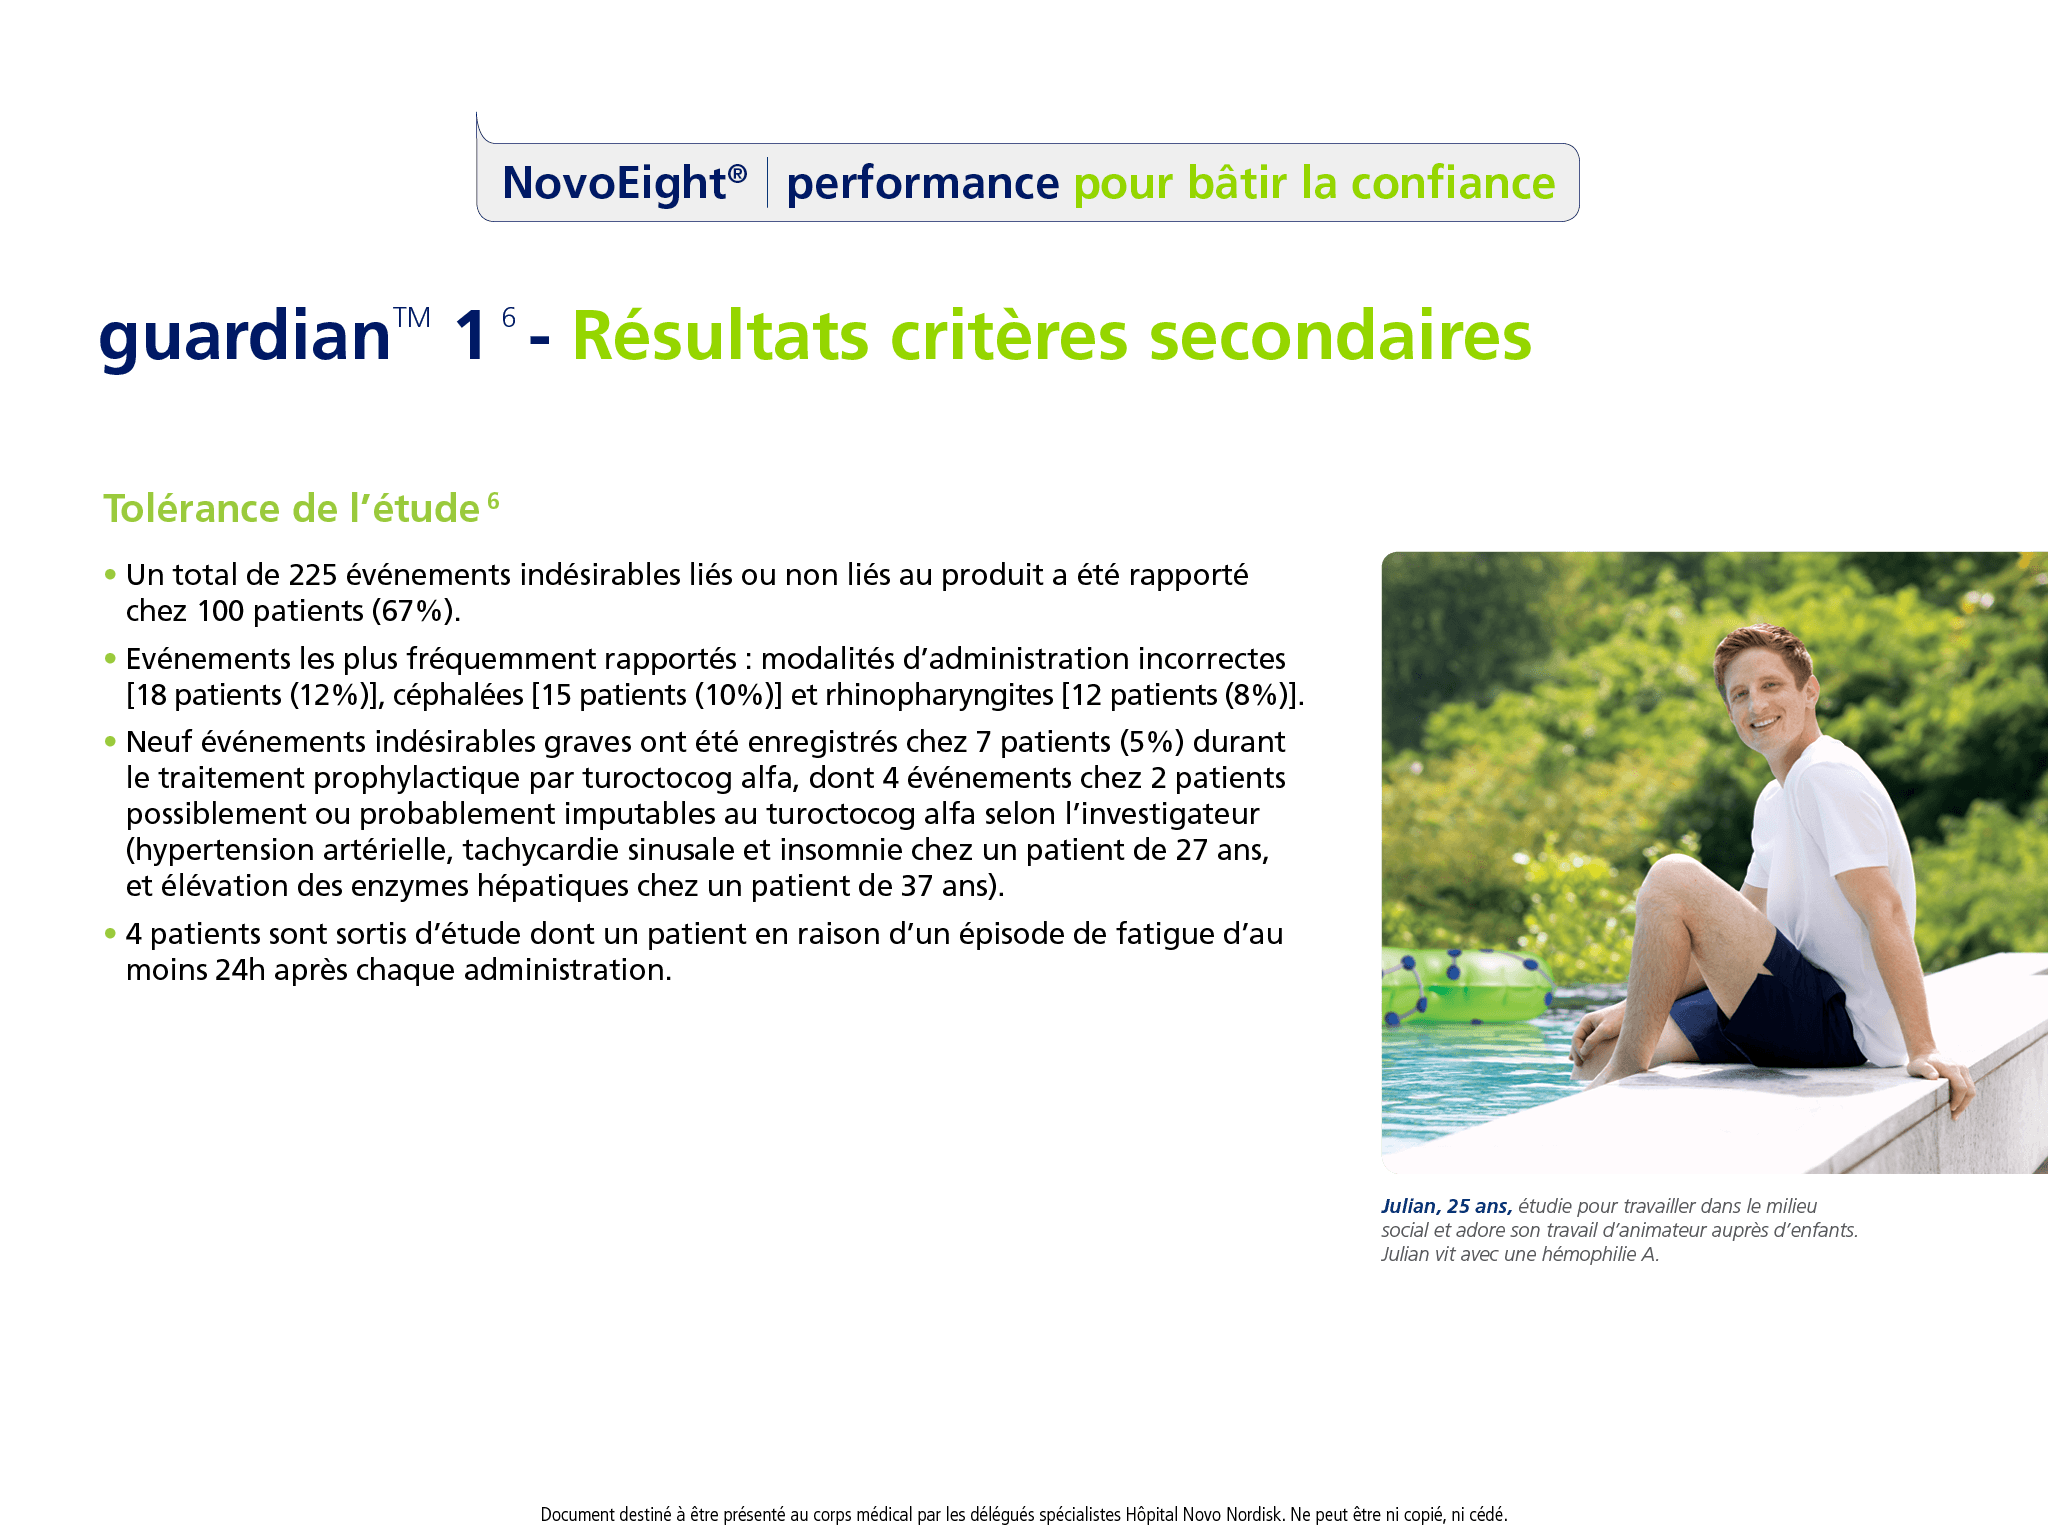 NovoEight® | performance pour bâtir la confiance
guardian™ 1 ⁶ - Résultats critères secondaires
Tolérance de l’étude ⁶
• Un total de 225 événements indésirables liés ou non liés au produit a été rapporté
chez 100 patients (67%).
• Evénements les plus fréquemment rapportés : modalités d’administration incorrectes
[18 patients (12%)], céphalées [15 patients (10%)] et rhinopharyngites [12 patients (8%)].
• Neuf événements indésirables graves ont été enregistrés chez 7 patients (5%) durant
le traitement prophylactique par turoctocog alfa, dont 4 événements chez 2 patients
possiblement ou probablement imputables au turoctocog alfa selon l’investigateur
(hypertension artérielle, tachycardie sinusale et insomnie chez un patient de 27 ans,
et élévation des enzymes hépatiques chez un patient de 37 ans).
• 4 patients sont sortis d’étude dont un patient en raison d’un épisode de fatigue d’au
moins 24h après chaque administration.
Julian, 25 ans, étudie pour travailler dans le milieu
social et adore son travail d’animateur auprès d’enfants.
Julian vit avec une hémophilie A.
Document destiné à être présenté au corps médical par les délégués spécialistes Hôpital Novo Nordisk. Ne peut être ni copié, ni cédé.